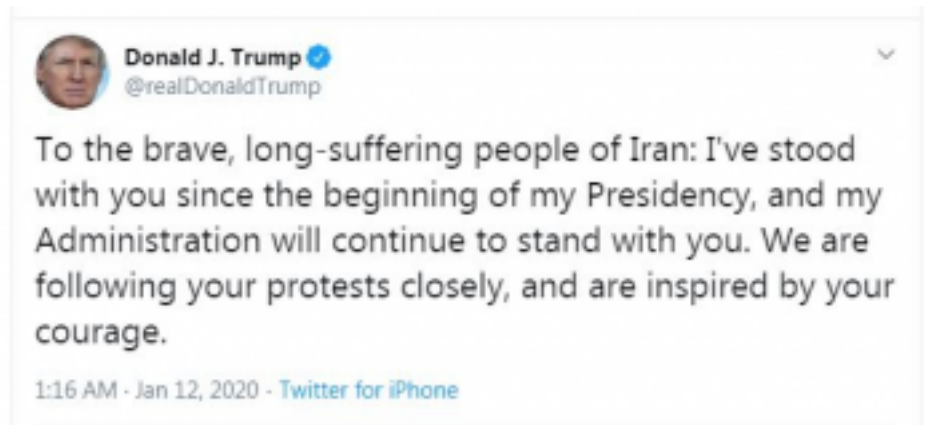 Donald J. Trump
@realDonaldTrump
To the brave, long-suffering people of Iran: I've stood
with you since the beginning of my Presidency, and my
Administration will continue to stand with you. We are
following your protests closely, and are inspired by your
courage.
1:16 AM · Jan 12, 2020 · Twitter for iPhone